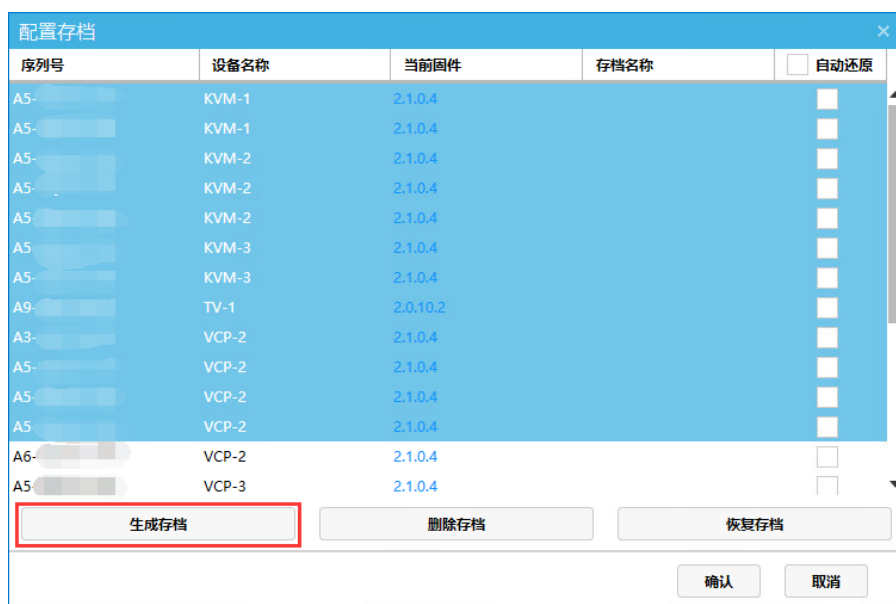 配置存档
序列号 设备名称 当前固件 存档名称 自动还原
A5- KVM-1 2.1.0.4
A5- KVM-1 2.1.0.4
A5- KVM-2 2.1.0.4
A5- KVM-2 2.1.0.4
A5 KVM-2 2.1.0.4
A5 KVM-3 2.1.0.4
A5- KVM-3 2.1.0.4
A9- TV-1 2.0.10.2
A3- VCP-2 2.1.0.4
A5- VCP-2 2.1.0.4
A5- VCP-2 2.1.0.4
A5 VCP-2 2.1.0.4
A6- VCP-2 2.1.0.4
A5 VCP-3 2.1.0.4
生成存档 删除存档 恢复存档
确认 取消